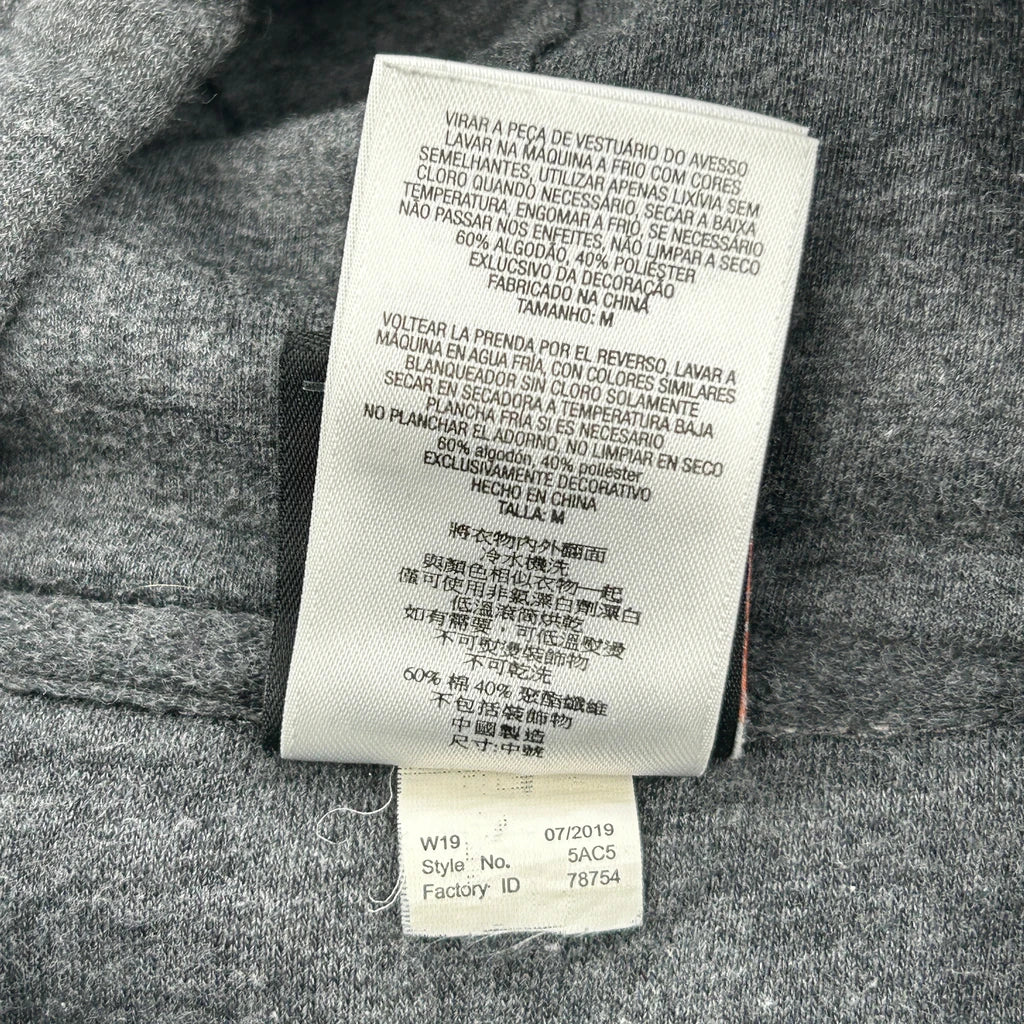 VIRAR A PEÇA DE VESTUÁRIO DO AVESSO
LAVAR NA MÁQUINA A FRIO COM CORES
SEMELHANTES, UTILIZAR APENAS LIXÍVIA SEM
CLORO QUANDO NECESSÁRIO, SECAR A BAIXA
TEMPERATURA, ENGOMAR A FRIO, SE NECESSÁRIO
NÃO PASSAR NOS ENFEITES, NÃO LIMPAR A SECO
60% ALGODÃO, 40% POLIÉSTER
EXLUCSIVO DA DECORAÇÃO
FABRICADO NA CHINA
TAMANHO: M
VOLTEAR LA PRENDA POR EL REVERSO, LAVAR A
MÁQUINA EN AGUA FRÍA, CON COLORES SIMILARES
BLANQUEADOR SIN CLORO SOLAMENTE
SECAR EN SECADORA A TEMPERATURA BAJA
PLANCHA FRÍA SI ES NECESARIO
NO PLANCHAR EL ADORNO, NO LIMPIAR EN SECO
60% algodón, 40% poliéster
EXCLUSIVAMENTE DECORATIVO
HECHO EN CHINA
TALLA: M
將衣物內外翻面
冷水機洗
與顏色相似衣物一起
僅可使用非氯漂白劑漂白
低溫滾筒烘乾
如有需要，可低溫熨燙
不可熨燙裝飾物
不可乾洗
60% 棉 40% 聚酯纖維
不包括裝飾物
中國製造
尺寸:中號
W19 07/2019
Style No. 5AC5
Factory ID 78754